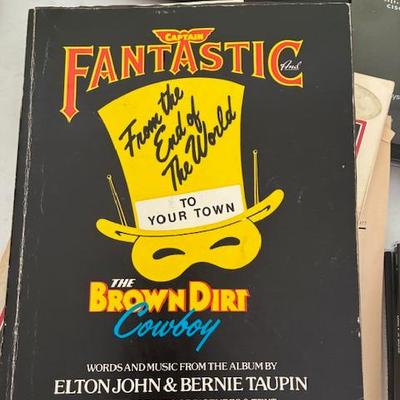 CAPTAIN
FANTASTIC And
From the
End of
The World
TO
YOUR TOWN
THE
BROWN DIRT
Cowboy
WORDS AND MUSIC FROM THE ALBUM BY
ELTON JOHN & BERNIE TAUPIN